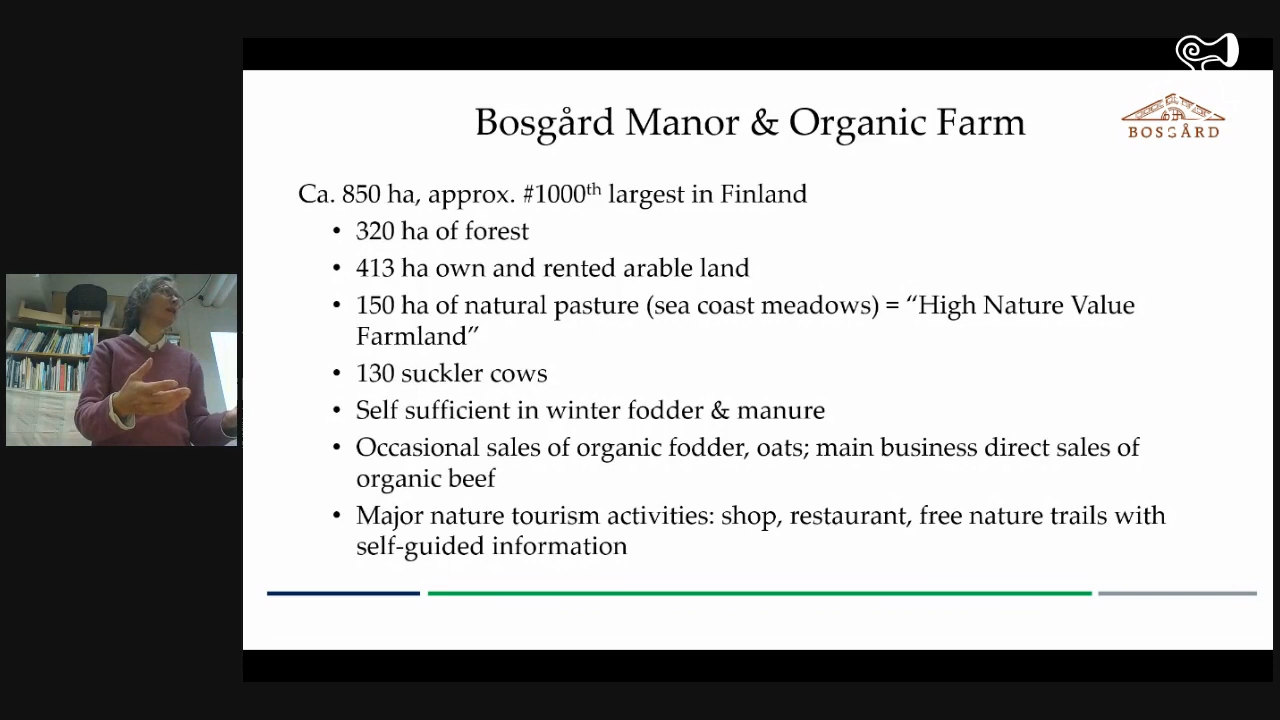 Bosgård Manor & Organic Farm
BOSGÅRD
Ca. 850 ha, approx. #1000th largest in Finland
• 320 ha of forest
• 413 ha own and rented arable land
• 150 ha of natural pasture (sea coast meadows) = “High Nature Value
Farmland”
• 130 suckler cows
• Self sufficient in winter fodder & manure
• Occasional sales of organic fodder, oats; main business direct sales of
organic beef
• Major nature tourism activities: shop, restaurant, free nature trails with
self-guided information